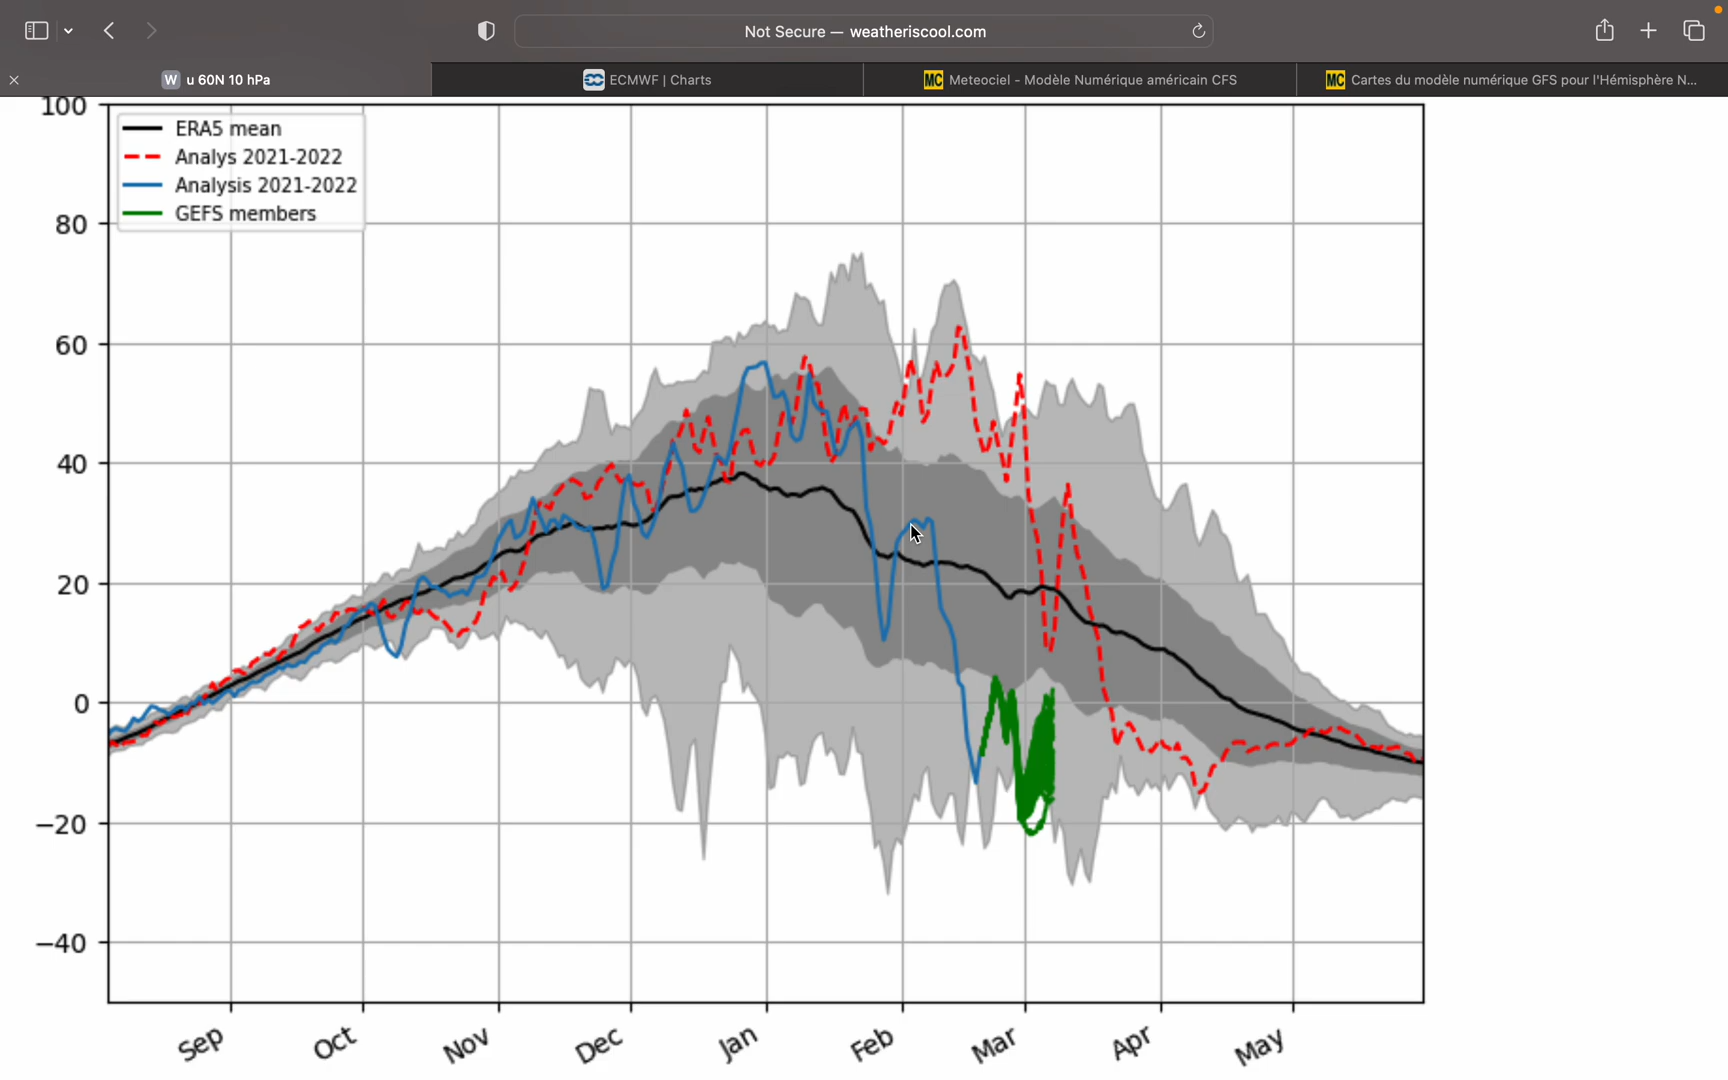 Not Secure — weatheriscool.com
W u 60N 10 hPa
ECMWF | Charts
MC Meteociel - Modèle Numérique américain CFS
MC Cartes du modèle numérique GFS pour l'Hémisphère N...
100
ERA5 mean
Analys 2021-2022
Analysis 2021-2022
GEFS members
80
60
40
20
0
−20
−40
Sep Oct Nov Dec Jan Feb Mar Apr May